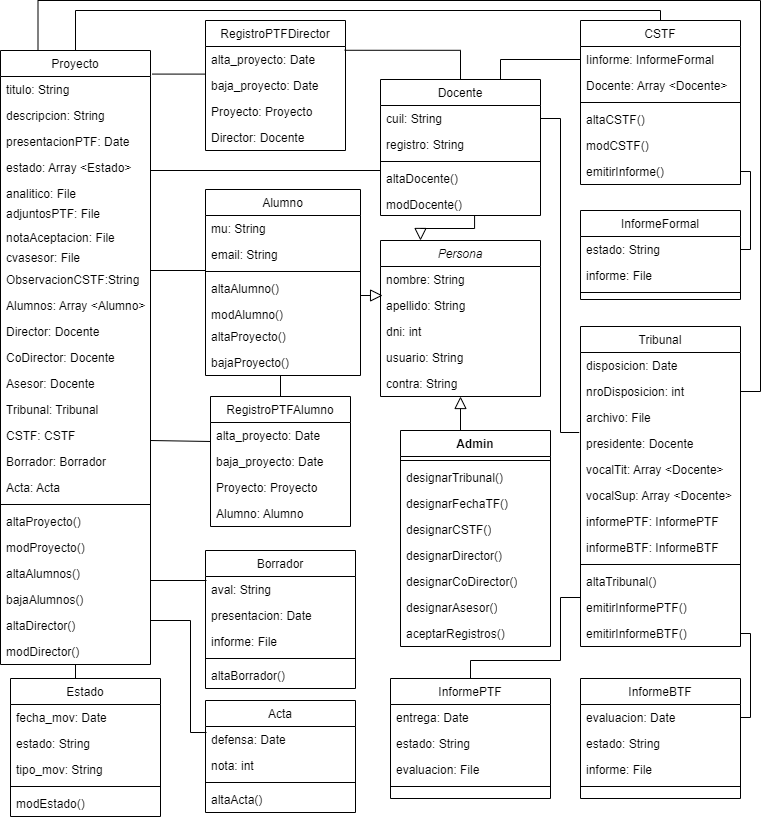 Proyecto
titulo: String
descripcion: String
presentacionPTF: Date
estado: Array <Estado>
analitico: File
adjuntosPTF: File
notaAceptacion: File
cvasesor: File
ObservacionCSTF:String
Alumnos: Array <Alumno>
Director: Docente
CoDirector: Docente
Asesor: Docente
Tribunal: Tribunal
CSTF: CSTF
Borrador: Borrador
Acta: Acta
altaProyecto()
modProyecto()
altaAlumnos()
bajaAlumnos()
altaDirector()
modDirector()
Estado
fecha_mov: Date
estado: String
tipo_mov: String
modEstado()
RegistroPTFDirector
alta_proyecto: Date
baja_proyecto: Date
Proyecto: Proyecto
Director: Docente
Alumno
mu: String
email: String
altaAlumno()
modAlumno()
altaProyecto()
bajaProyecto()
RegistroPTFAlumno
alta_proyecto: Date
baja_proyecto: Date
Proyecto: Proyecto
Alumno: Alumno
Borrador
aval: String
presentacion: Date
informe: File
altaBorrador()
Acta
defensa: Date
nota: int
altaActa()
Docente
cuil: String
registro: String
altaDocente()
modDocente()
Persona
nombre: String
apellido: String
dni: int
usuario: String
contra: String
Admin
designarTribunal()
designarFechaTF()
designarCSTF()
designarDirector()
designarCoDirector()
designarAsesor()
aceptarRegistros()
InformePTF
entrega: Date
estado: String
evaluacion: File
CSTF
Iinforme: InformeFormal
Docente: Array <Docente>
altaCSTF()
modCSTF()
emitirInforme()
InformeFormal
estado: String
informe: File
Tribunal
disposicion: Date
nroDisposicion: int
archivo: File
presidente: Docente
vocalTit: Array <Docente>
vocalSup: Array <Docente>
informePTF: InformePTF
informeBTF: InformeBTF
altaTribunal()
emitirInformePTF()
emitirInformeBTF()
InformeBTF
evaluacion: Date
estado: String
informe: File